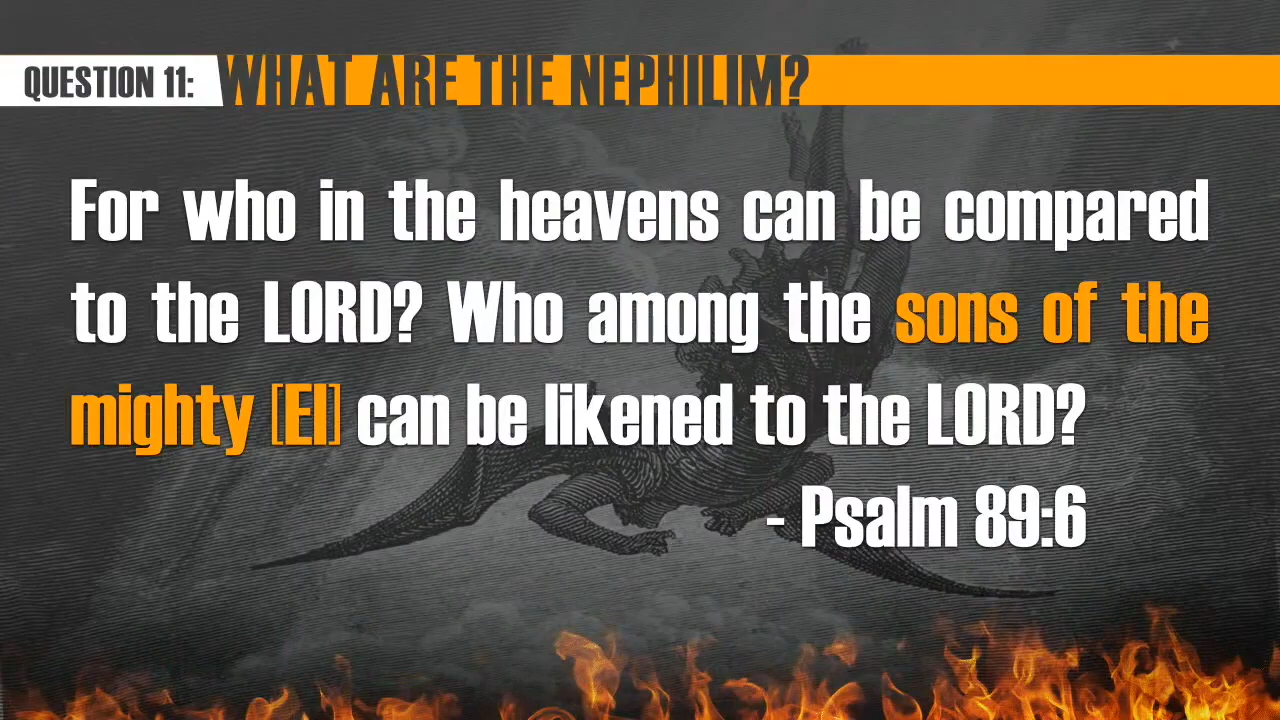 QUESTION 11: WHAT ARE THE NEPHILIM?
For who in the heavens can be compared
to the LORD? Who among the sons of the
mighty [El] can be likened to the LORD?
- Psalm 89:6